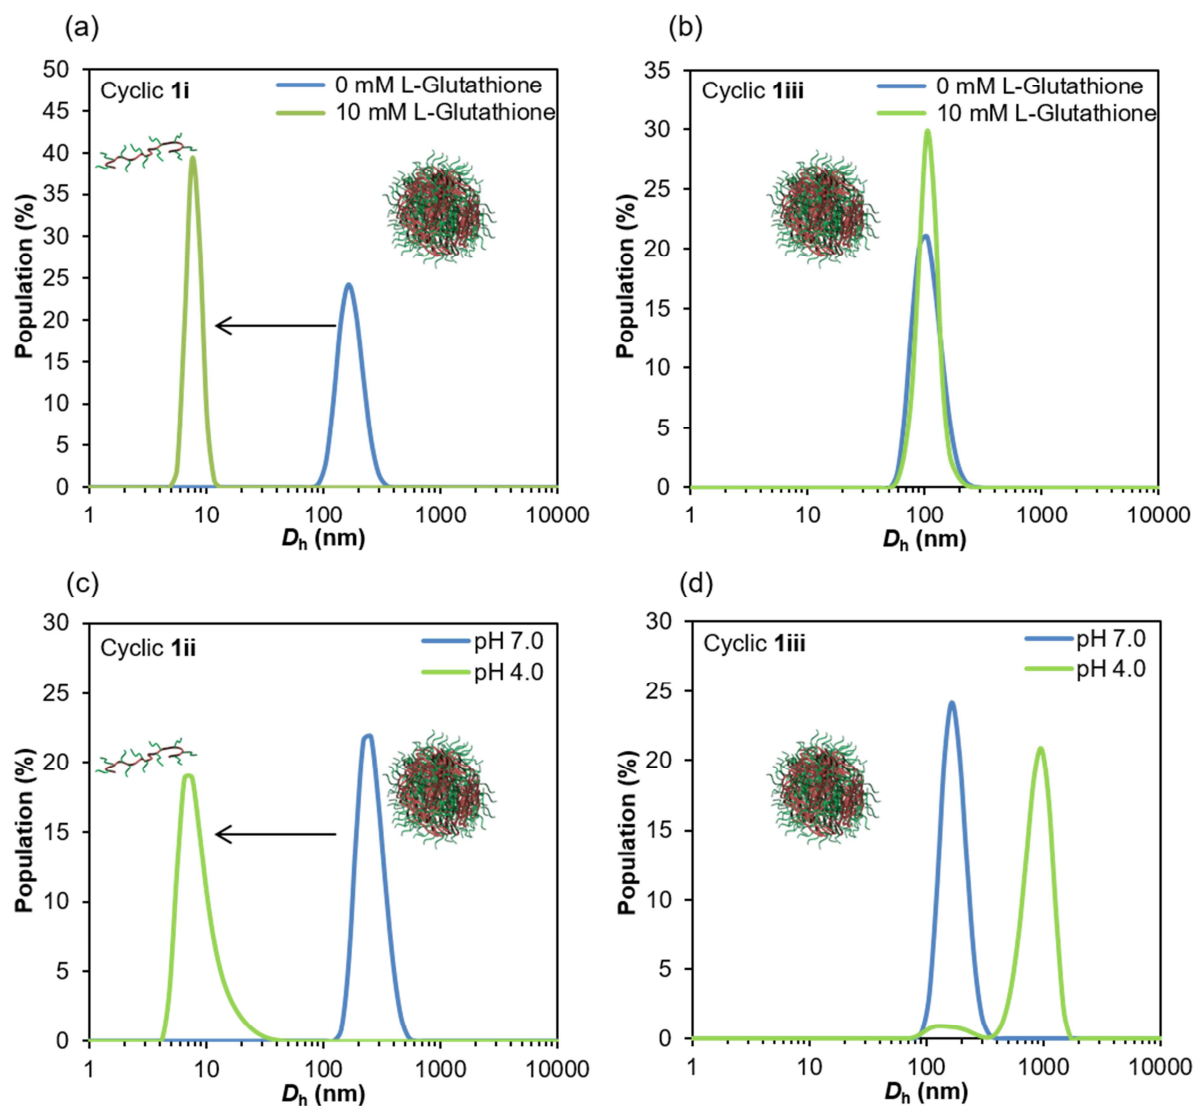 (a)
(b)
Cyclic 1i
0 mM L-Glutathione
10 mM L-Glutathione
50
45
40
35
30
25
20
15
10
5
0
Population (%)
1
10
100
1000
10000
Dh (nm)
Cyclic 1iii
0 mM L-Glutathione
10 mM L-Glutathione
35
30
25
20
15
10
5
0
Population (%)
1
10
100
1000
10000
Dh (nm)
(c)
(d)
Cyclic 1ii
pH 7.0
pH 4.0
30
25
20
15
10
5
0
Population (%)
1
10
100
1000
10000
Dh (nm)
Cyclic 1iii
pH 7.0
pH 4.0
30
25
20
15
10
5
0
Population (%)
1
10
100
1000
10000
Dh (nm)